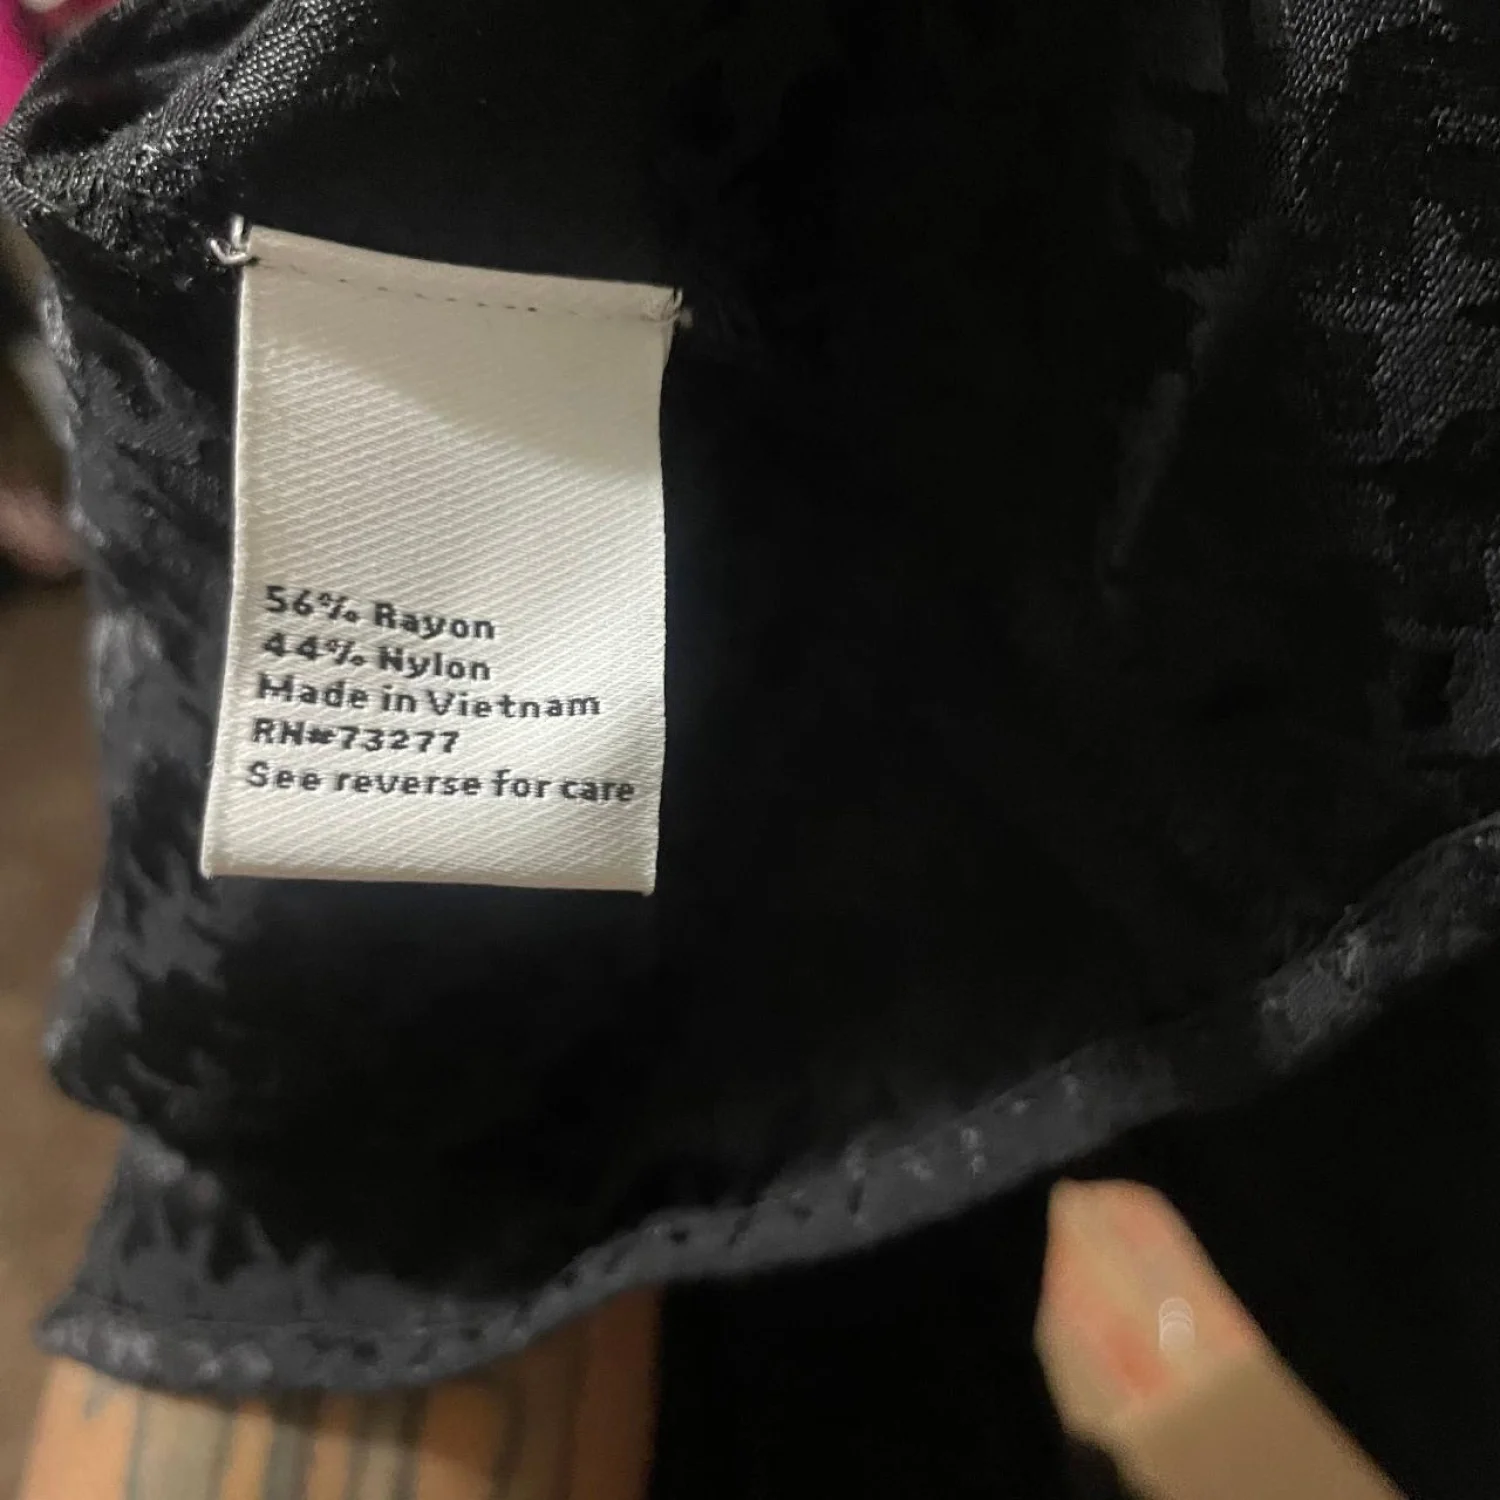 56% Rayon
44% Nylon
Made in Vietnam
RN#73277
See reverse for care